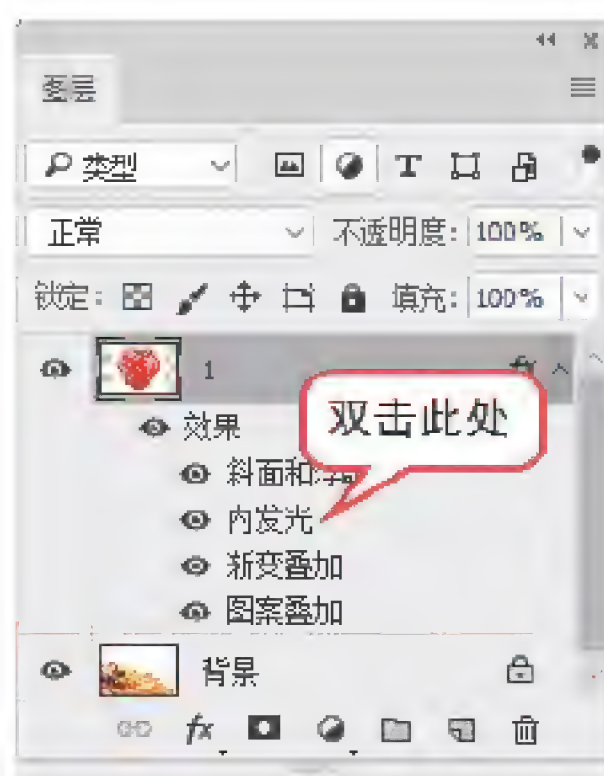 图层
类型 T
正常 不透明度: 100%
锁定: 填充: 100%
1 fx
双击此处
效果
斜面和浮雕
内发光
渐变叠加
图案叠加
背景
fx